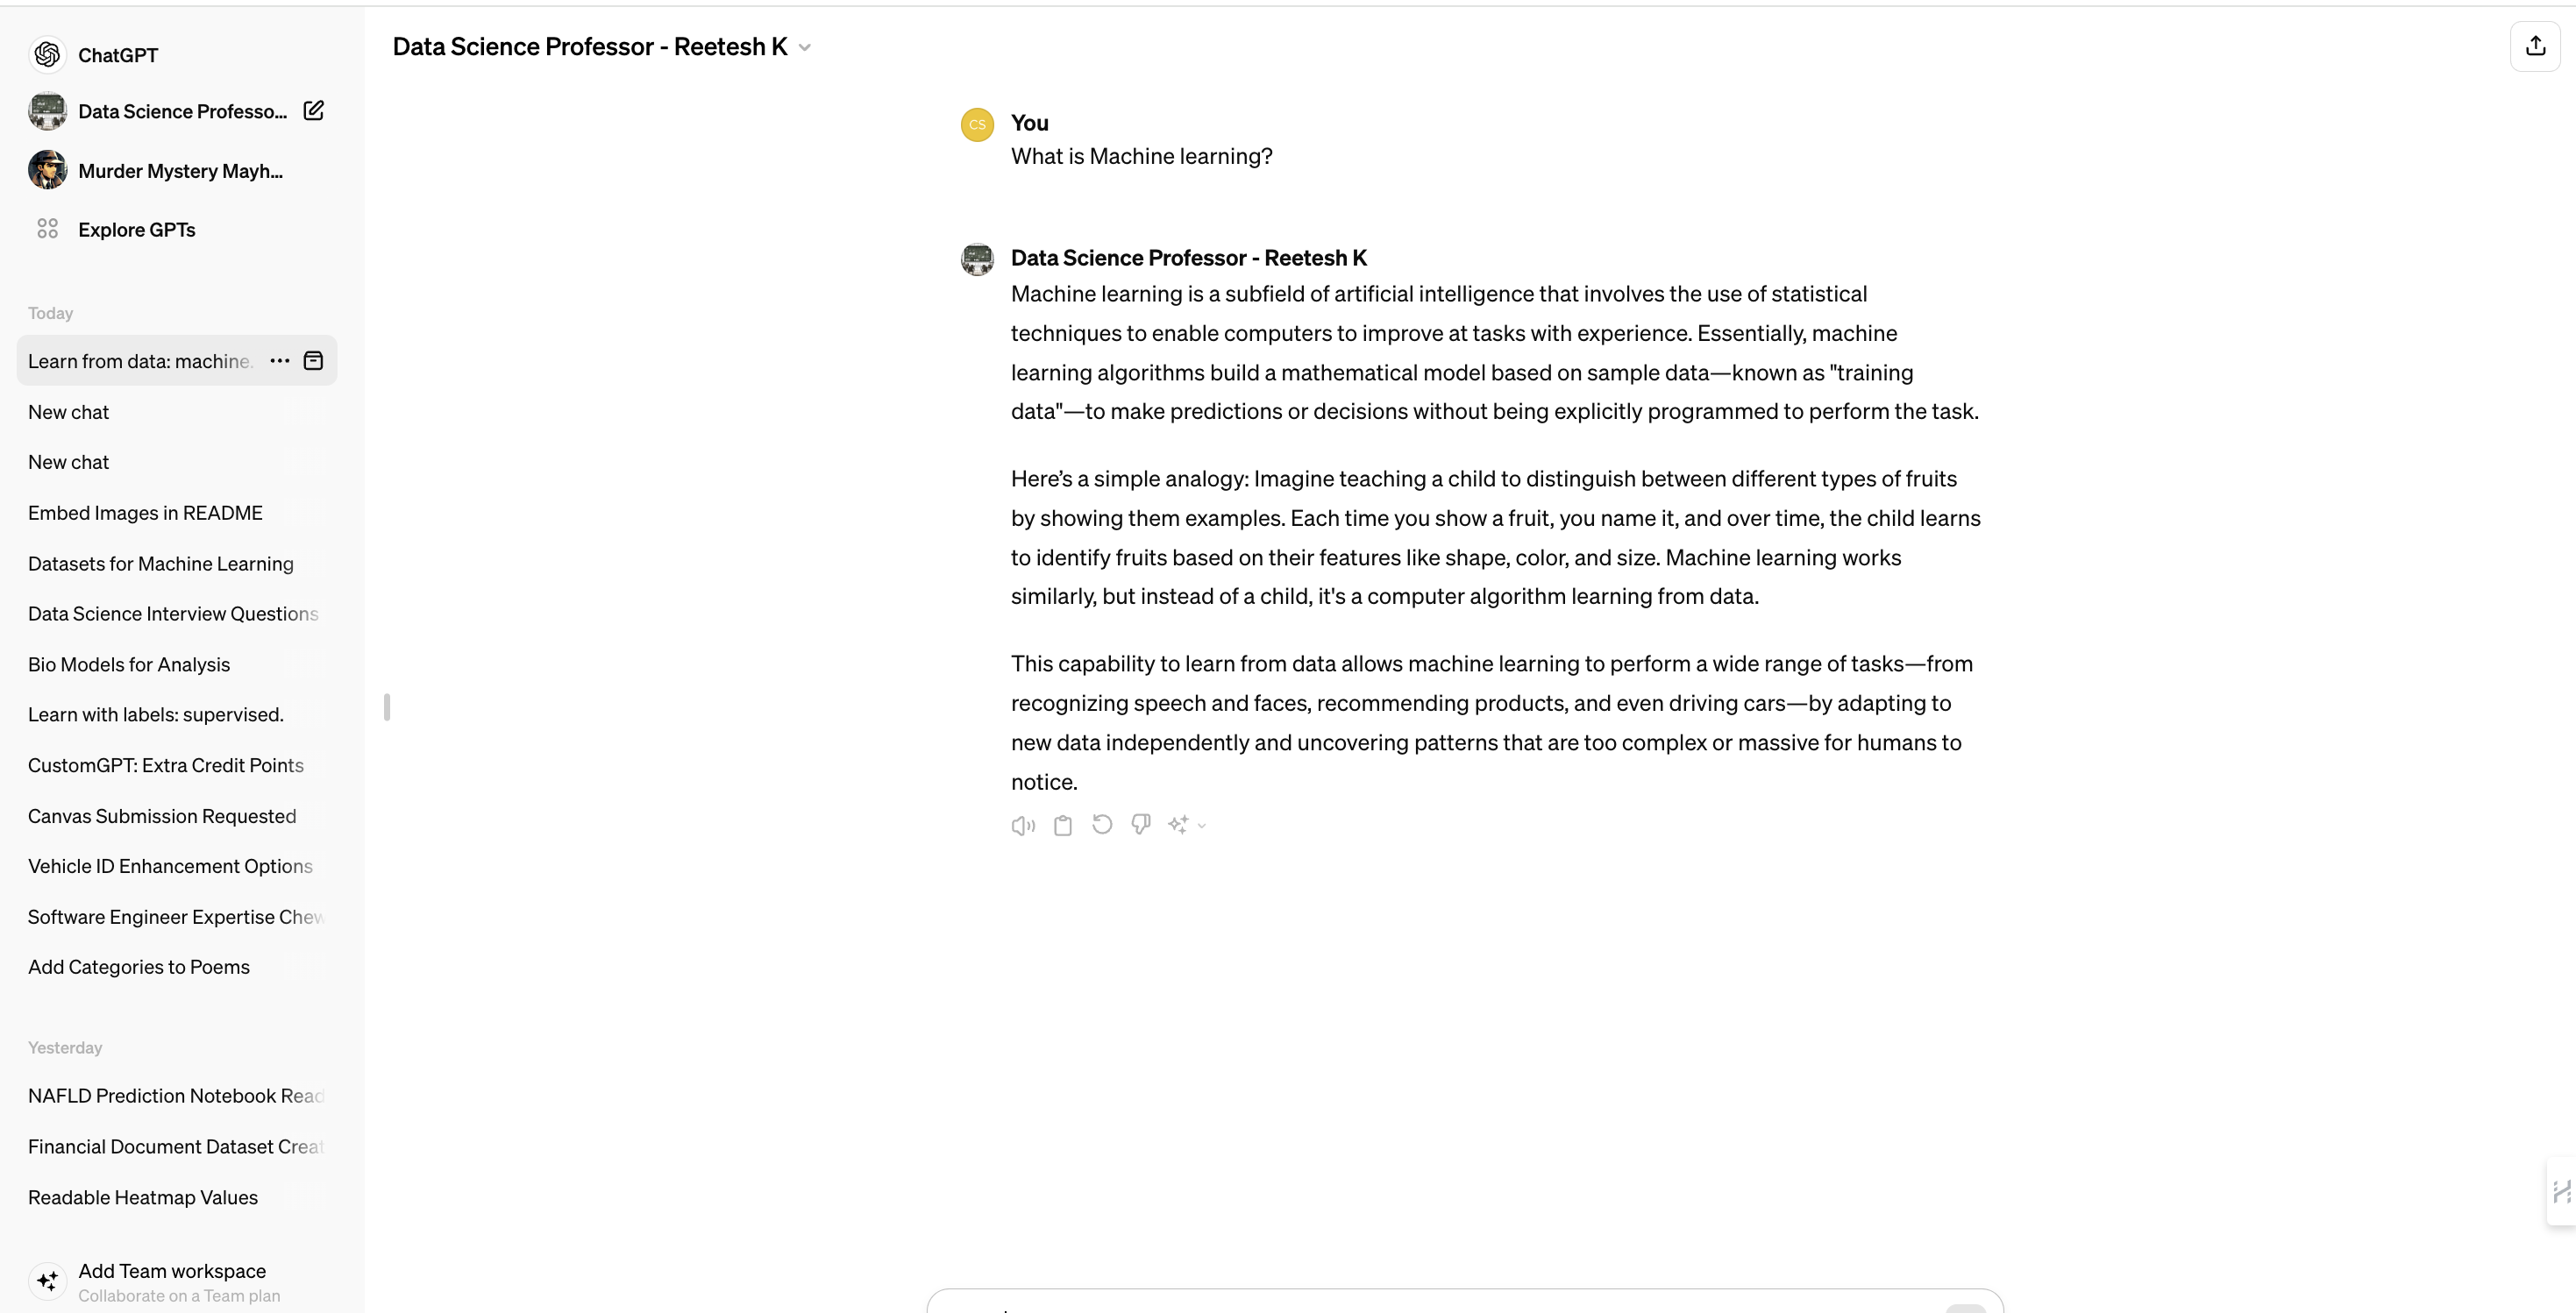 ChatGPT
Data Science Professo...
Murder Mystery Mayh...
Explore GPTs
Today
Learn from data: machine.
New chat
New chat
Embed Images in README
Datasets for Machine Learning
Data Science Interview Questions
Bio Models for Analysis
Learn with labels: supervised.
CustomGPT: Extra Credit Points
Canvas Submission Requested
Vehicle ID Enhancement Options
Software Engineer Expertise Chew
Add Categories to Poems
Yesterday
NAFLD Prediction Notebook Read
Financial Document Dataset Creat
Readable Heatmap Values
Add Team workspace
Collaborate on a Team plan
Data Science Professor - Reetesh K
CS
You
What is Machine learning?
Data Science Professor - Reetesh K
Machine learning is a subfield of artificial intelligence that involves the use of statistical
techniques to enable computers to improve at tasks with experience. Essentially, machine
learning algorithms build a mathematical model based on sample data—known as "training
data"—to make predictions or decisions without being explicitly programmed to perform the task.
Here’s a simple analogy: Imagine teaching a child to distinguish between different types of fruits
by showing them examples. Each time you show a fruit, you name it, and over time, the child learns
to identify fruits based on their features like shape, color, and size. Machine learning works
similarly, but instead of a child, it's a computer algorithm learning from data.
This capability to learn from data allows machine learning to perform a wide range of tasks—from
recognizing speech and faces, recommending products, and even driving cars—by adapting to
new data independently and uncovering patterns that are too complex or massive for humans to
notice.